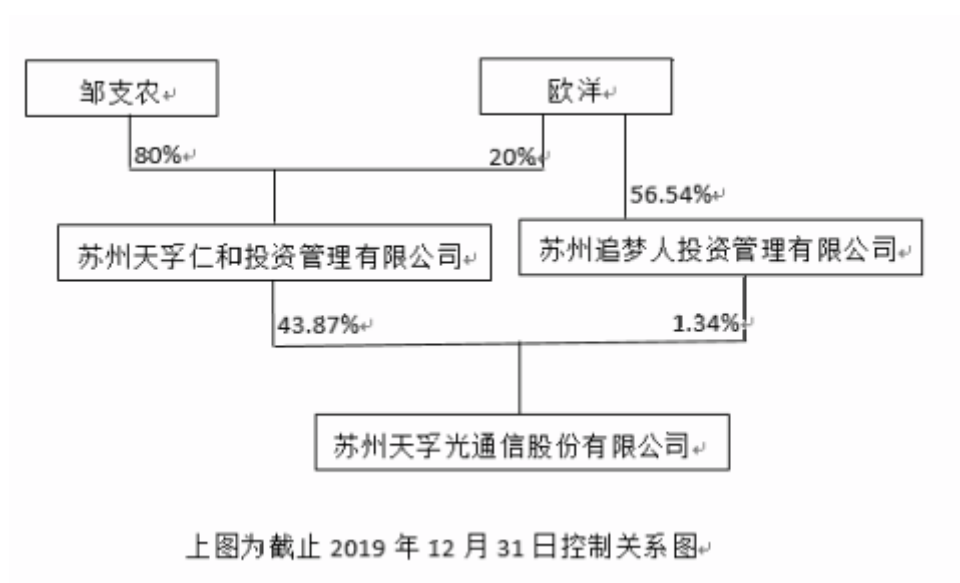 邹支农
欧洋
80%
20%
56.54%
苏州天孚仁和投资管理有限公司
苏州追梦人投资管理有限公司
43.87%
1.34%
苏州天孚光通信股份有限公司
上图为截止 2019 年 12 月 31 日控制关系图